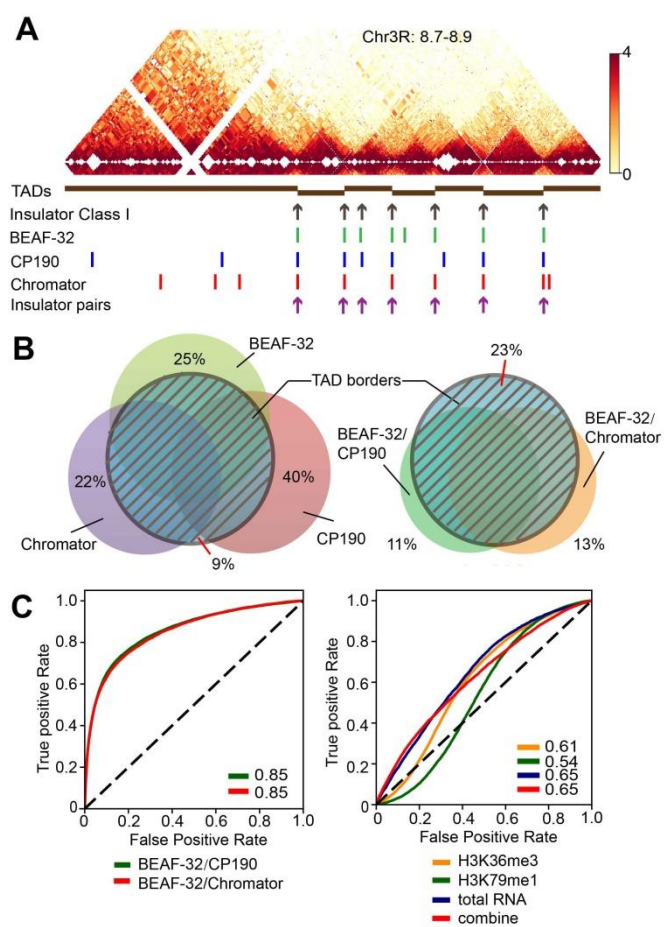 A
Chr3R: 8.7-8.9
4
0
TADs
Insulator Class I
BEAF-32
CP190
Chromator
Insulator pairs
B
25%
BEAF-32
TAD borders
22%
40%
Chromator
CP190
9%
23%
BEAF-32/
CP190
BEAF-32/
Chromator
11%
13%
C
True positive Rate
1.0
0.8
0.6
0.4
0.2
0
0.85
0.85
0 0.2 0.6 0.8 1.0
False Positive Rate
BEAF-32/CP190
BEAF-32/Chromator
True positive Rate
1.0
0.8
0.6
0.4
0.2
0
0.61
0.54
0.65
0.65
0.00 0.2 0.4 0.6 0.8 1.0
False Positive Rate
H3K36me3
H3K79me1
total RNA
combine